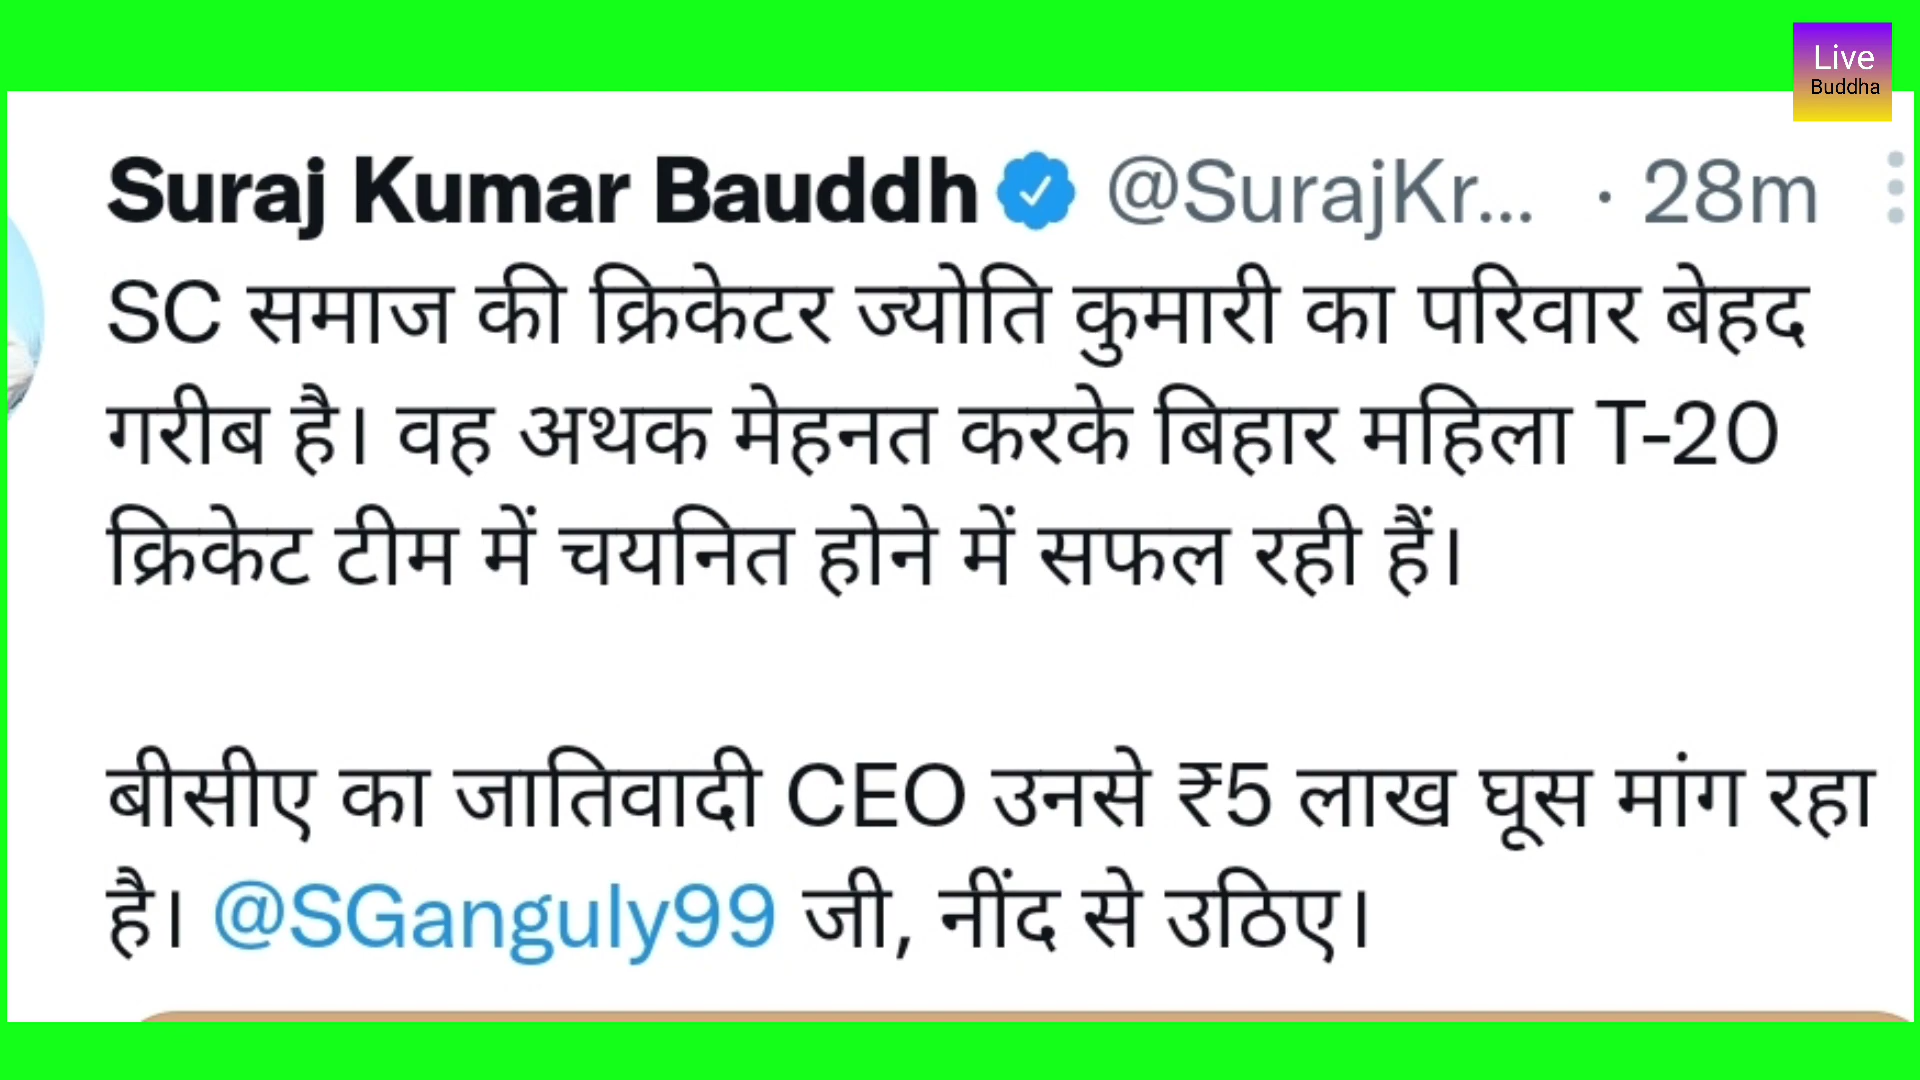 Live
Buddha
Suraj Kumar Bauddh @SurajKr... · 28m
SC समाज की क्रिकेटर ज्योति कुमारी का परिवार बेहद
गरीब है। वह अथक मेहनत करके बिहार महिला T-20
क्रिकेट टीम में चयनित होने में सफल रही हैं।
बीसीए का जातिवादी CEO उनसे ₹5 लाख घूस मांग रहा
है। @SGanguly99 जी, नींद से उठिए।